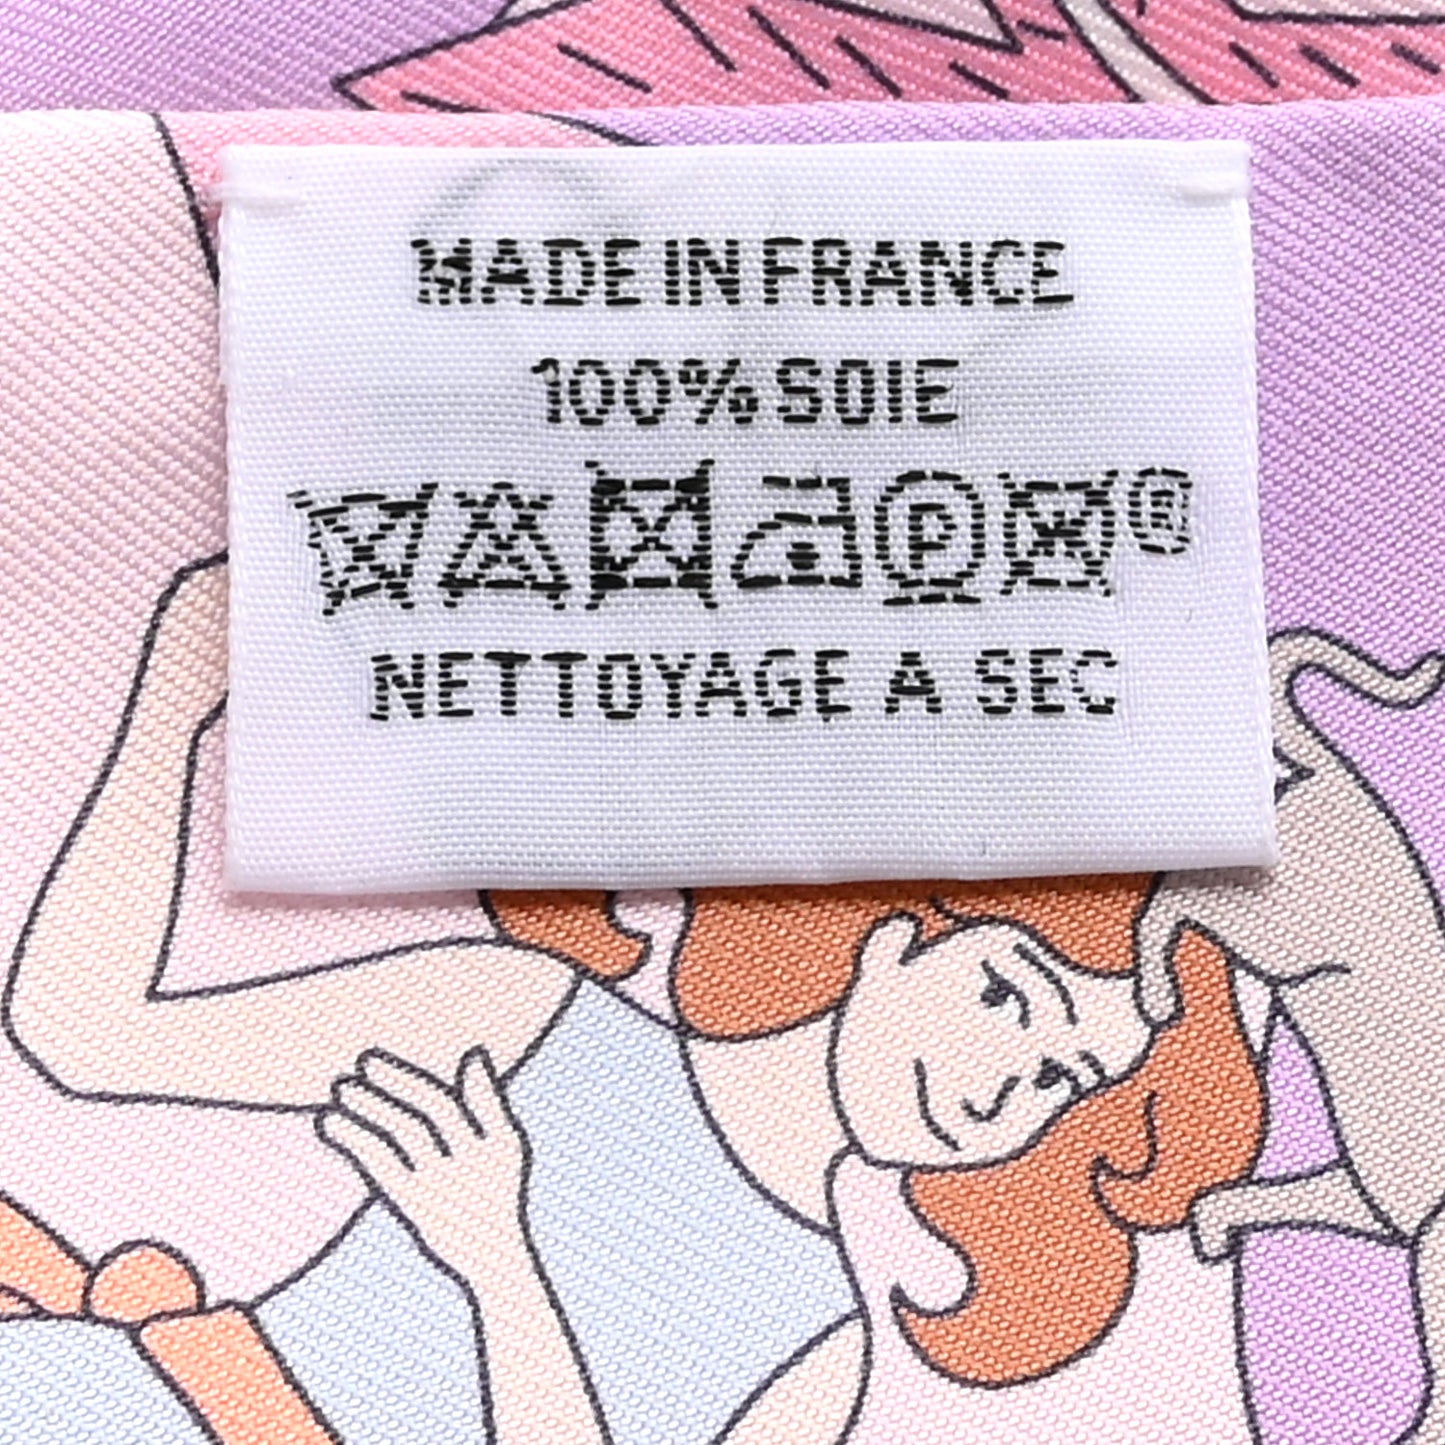 MADE IN FRANCE
100% SOIE
P ®
NETTOYAGE A SEC